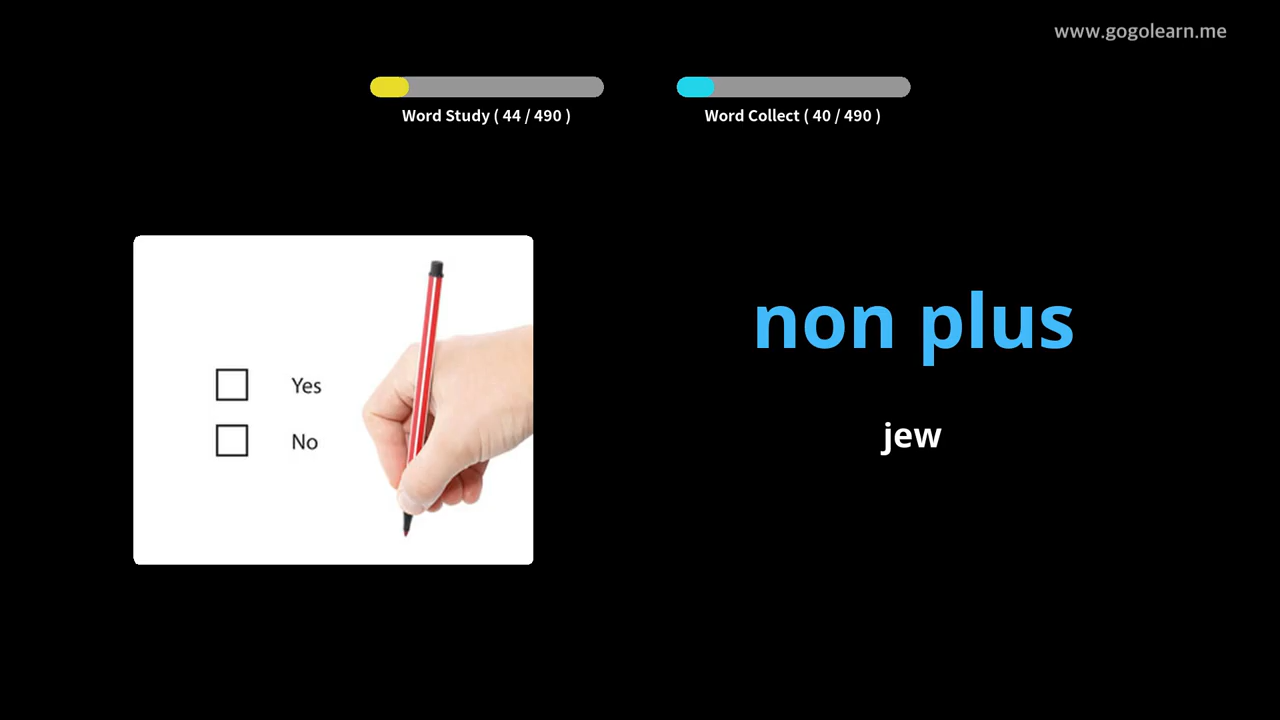 www.gogolearn.me
Word Study ( 44 / 490 )
Word Collect ( 40 / 490 )
Yes
No
non plus
jew